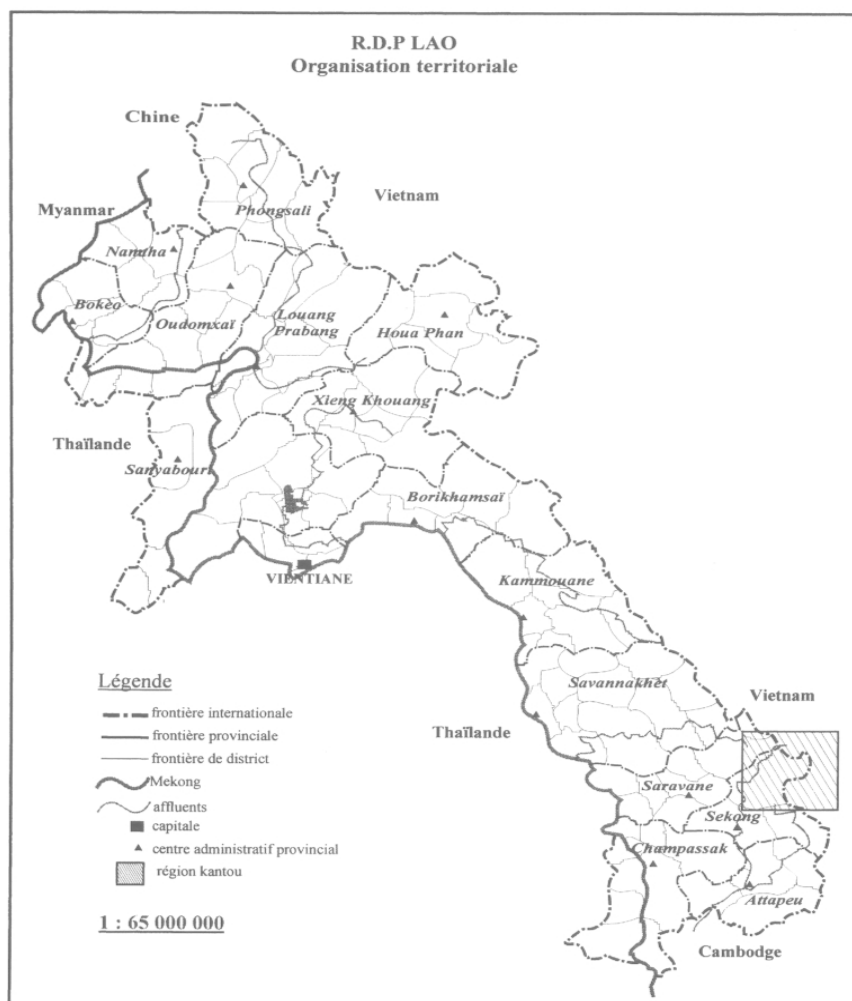 R.D.P LAO
Organisation territoriale
Chine
Vietnam
Phongsali
Myanmar
Namtha
Bokèo
Oudomxaï
Louang
Prabang
Houa Phan
Xieng Khouang
Thaïlande
Sanyabouri
Borikhamsaï
VIENTIANE
Kammouane
Savannakhèt
Vietnam
Thaïlande
Saravane
Sekong
Champassak
Attapeu
Cambodge
Légende
frontière internationale
frontière provinciale
frontière de district
Mekong
affluents
capitale
centre administratif provincial
région kantou
1 : 65 000 000